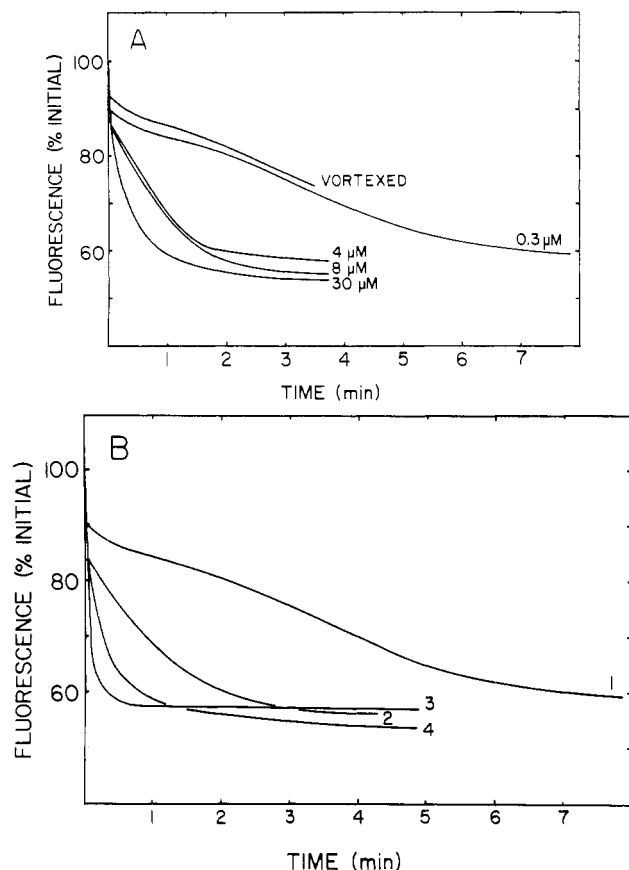 A
FLUORESCENCE (% INITIAL)
100
80
60
VORTEXED
0.3 μM
4 μM
8 μM
30 μM
1 2 3 4 5 6 7
TIME (min)
B
FLUORESCENCE (% INITIAL)
100
80
60
1
3
2
4
1 2 3 4 5 6 7
TIME (min)